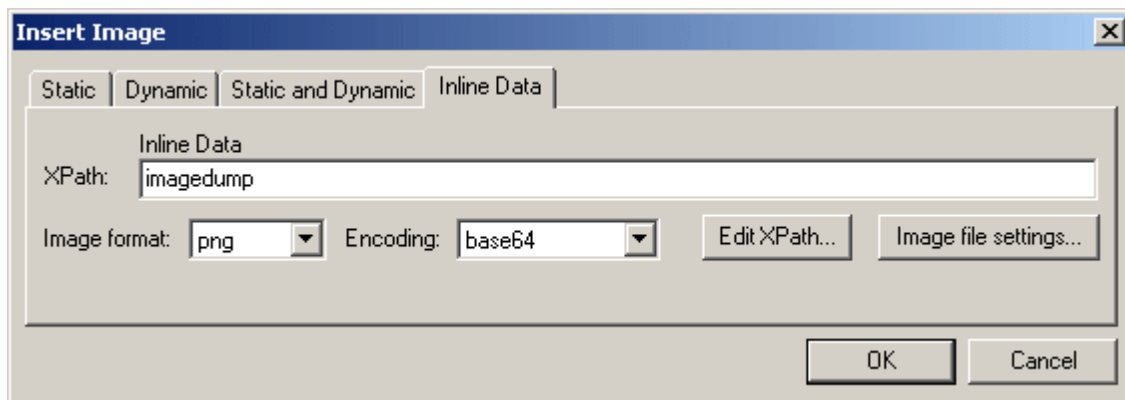 Insert Image
Static Dynamic Static and Dynamic Inline Data
Inline Data
XPath: imagedump
Image format: png Encoding: base64 Edit XPath... Image file settings...
OK Cancel